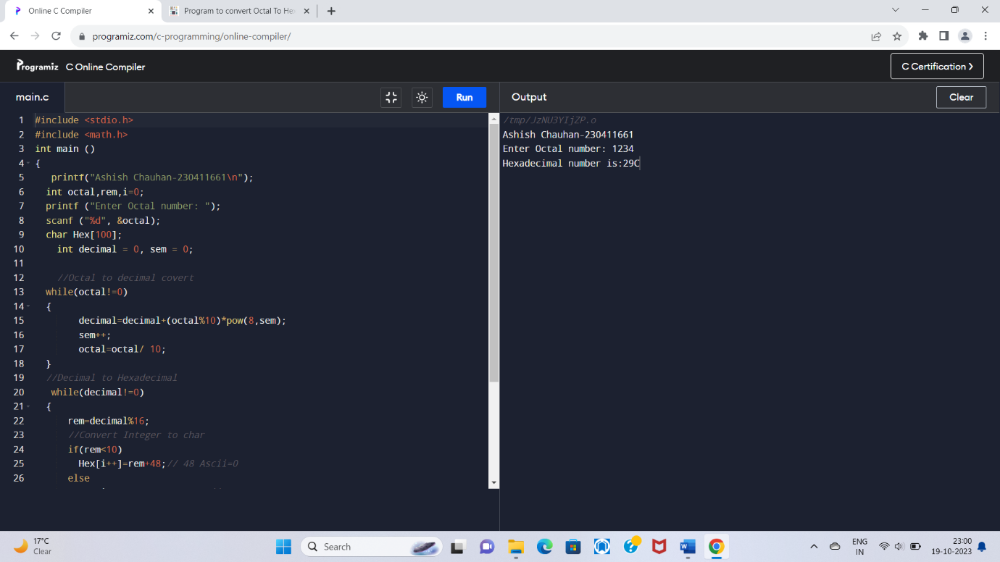 Online C Compiler
Program to convert Octal To He
programiz.com/c-programming/online-compiler/
Programiz C Online Compiler
C Certification >
main.c
Run
Output
Clear
1 #include <stdio.h>
2 #include <math.h>
3 int main ()
4 {
5 printf("Ashish Chauhan-230411661\n");
6 int octal,rem,i=0;
7 printf ("Enter Octal number: ");
8 scanf ("%d", &octal);
9 char Hex[100];
10 int decimal = 0, sem = 0;
11
12 //Octal to decimal covert
13 while(octal!=0)
14 {
15 decimal=decimal+(octal%10)*pow(8,sem);
16 sem++;
17 octal=octal/ 10;
18 }
19 //Decimal to Hexadecimal
20 while(decimal!=0)
21 {
22 rem=decimal%16;
23 //Convert Integer to char
24 if(rem<10)
25 Hex[i++]=rem+48;// 48 Ascii=0
26 else
/tmp/JzNU3YIjZP.o
Ashish Chauhan-230411661
Enter Octal number: 1234
Hexadecimal number is:29C
17°C
Clear
Search
ENG
IN
23:00
19-10-2023